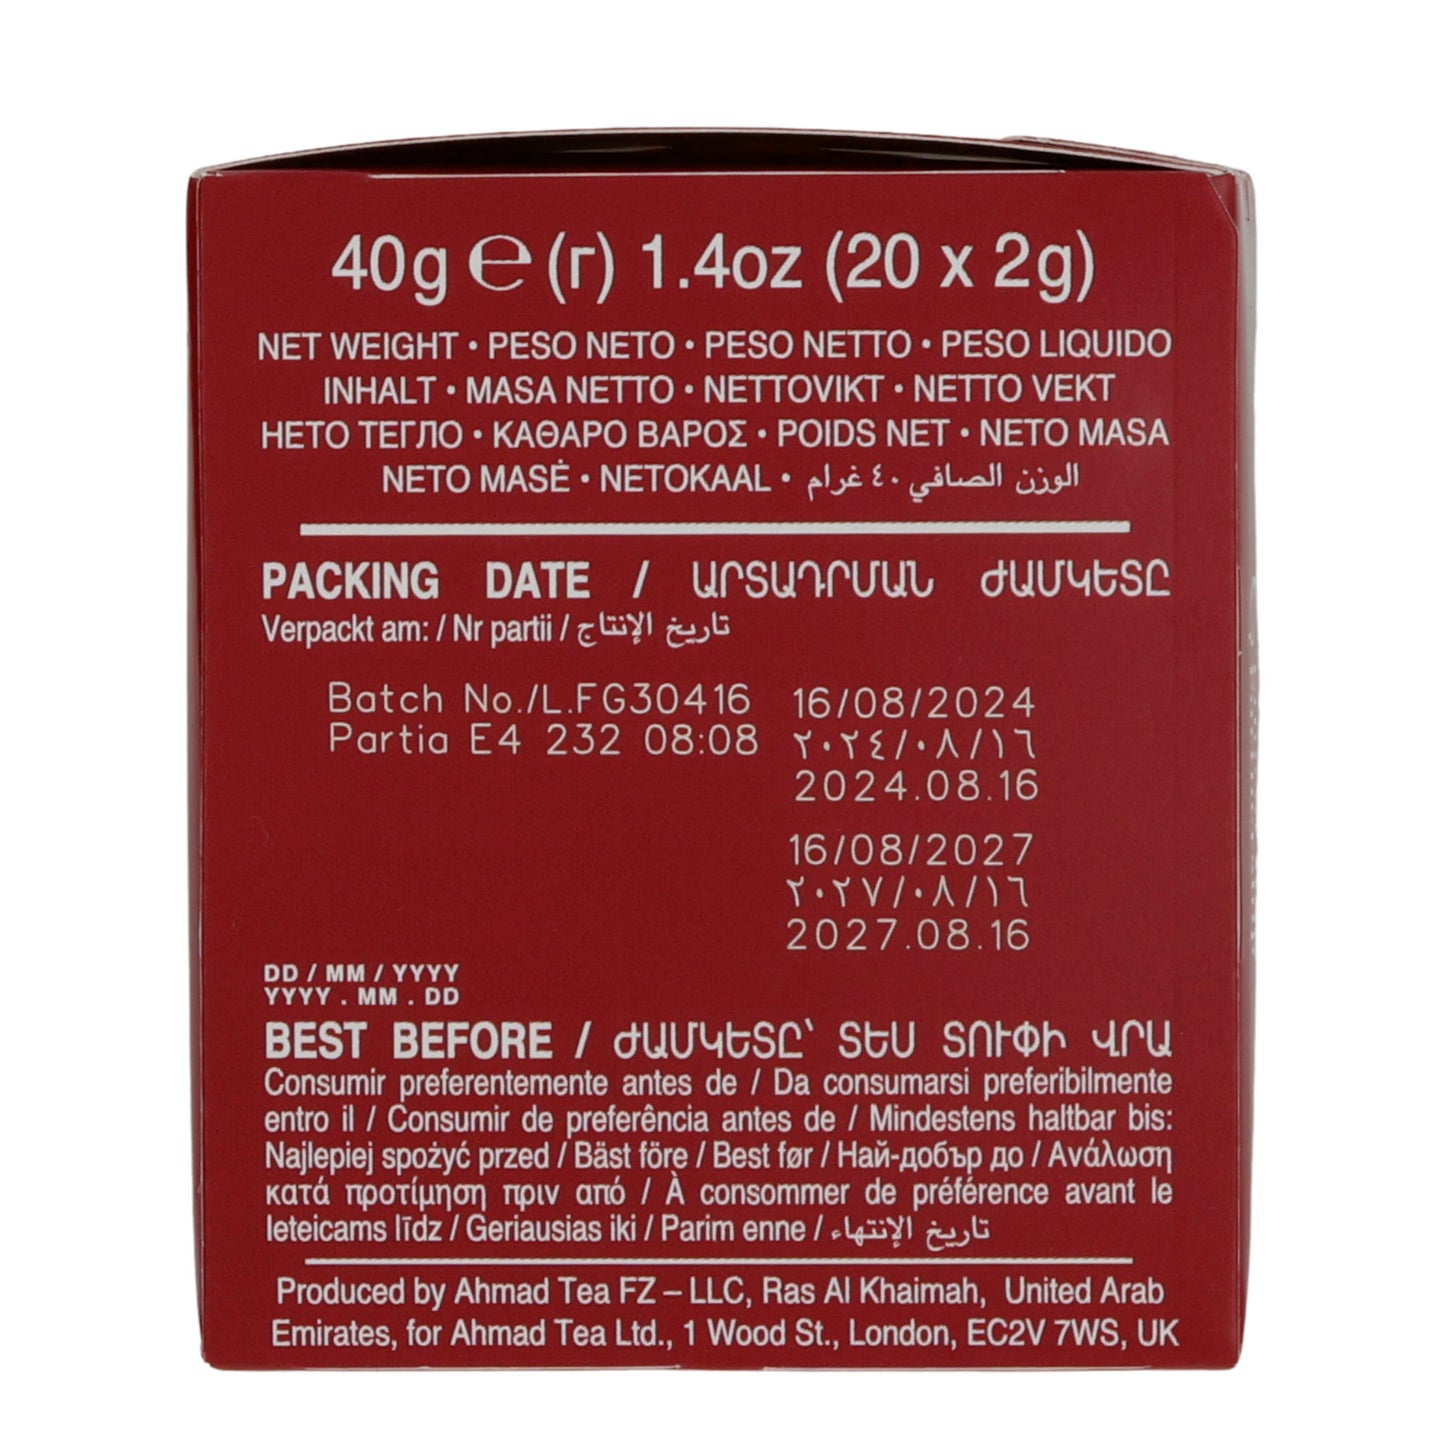 40g ℮ (г) 1.4oz (20 x 2g)
NET WEIGHT • PESO NETO • PESO NETTO • PESO LIQUIDO
INHALT • MASA NETTO • NETTOVIKT • NETTO VEKT
НЕТО ТЕГЛО • ΚΑΘΑΡΟ ΒΑΡΟΣ • POIDS NET • NETO MASA
NETO MASĖ • NETOKAAL • الوزن الصافي ٤٠ غرام
PACKING DATE / ԱՐՏԱԴՐՄԱՆ ԺԱՄԿԵՏԸ
Verpackt am: / Nr partii / تاريخ الإنتاج
Batch No./L.FG30416 16/08/2024
Partia E4 232 08:08 ٢٠٢٤/٠٨/١٦
2024.08.16
16/08/2027
٢٠٢٧/٠٨/١٦
2027.08.16
DD / MM / YYYY
YYYY . MM . DD
BEST BEFORE / ԺԱՄԿԵՏԸ՝ ՏԵՍ ՏՈՒՓԻ ՎՐԱ
Consumir preferentemente antes de / Da consumarsi preferibilmente
entro il / Consumir de preferência antes de / Mindestens haltbar bis:
Najlepiej spożyć przed / Bäst före / Best før / Най-добър до / Ανάλωση
κατά προτίμηση πριν από / À consommer de préférence avant le
Ieteicams līdz / Geriausias iki / Parim enne / تاريخ الإنتهاء
Produced by Ahmad Tea FZ – LLC, Ras Al Khaimah, United Arab
Emirates, for Ahmad Tea Ltd., 1 Wood St., London, EC2V 7WS, UK